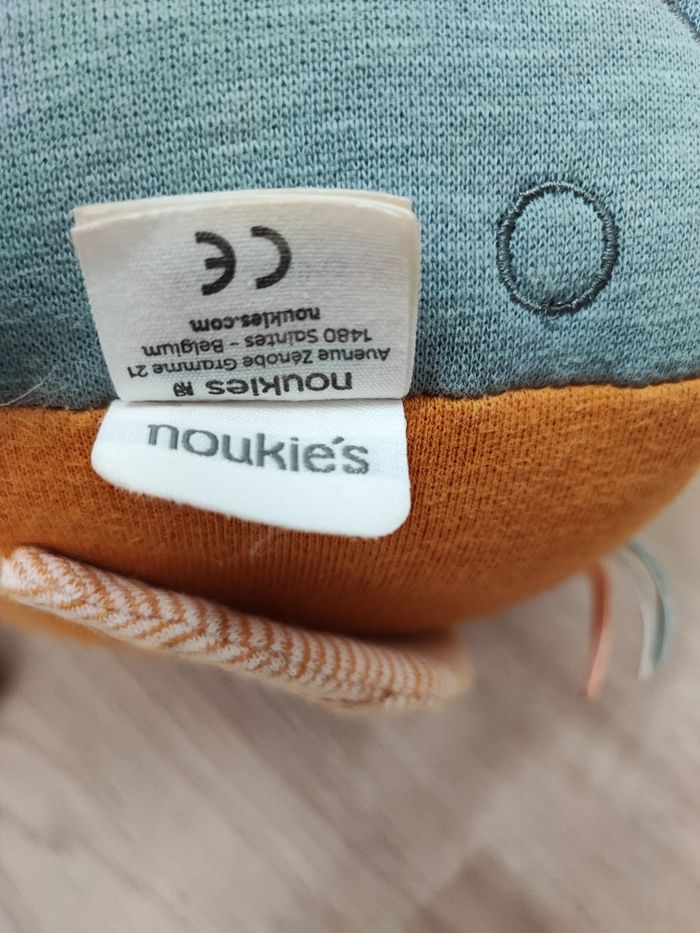 noukies
Avenue Zénobe Gramme 21
1480 Saintes - Belgium
noukies.com
CE
noukie's